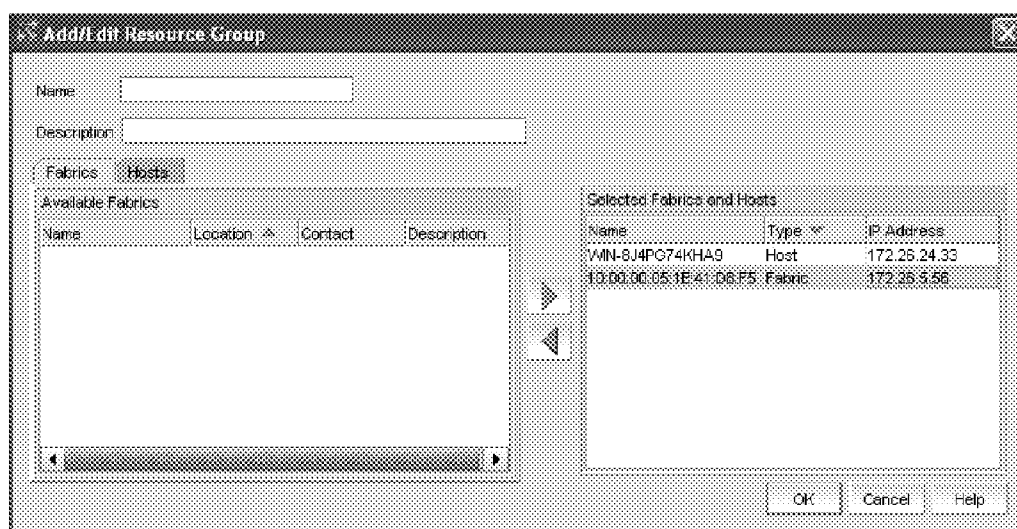 Add/Edit Resource Group
Name
Description
Fabrics Hosts
Available Fabrics
Name Location Contact Description
Selected Fabrics and Hosts
Name Type IP Address
WIN-8J4PG74KHA9 Host 172.26.24.33
10:00:00:05:1E:41:D8:F5 Fabric 172.26.5.56
OK Cancel Help